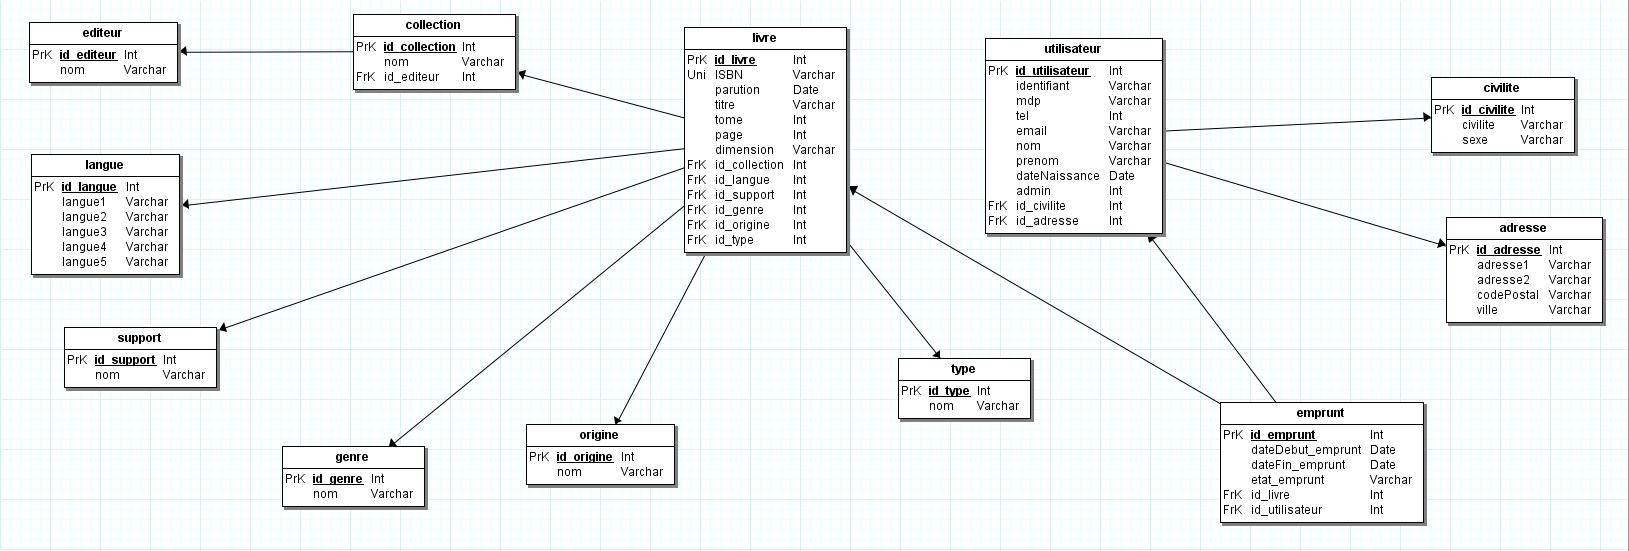 editeur
PrK id_editeur Int
nom Varchar
collection
PrK id_collection Int
nom Varchar
FrK id_editeur Int
livre
PrK id_livre Int
Uni ISBN Varchar
parution Date
titre Varchar
tome Int
page Int
dimension Varchar
FrK id_collection Int
FrK id_langue Int
FrK id_support Int
FrK id_genre Int
FrK id_origine Int
FrK id_type Int
utilisateur
PrK id_utilisateur Int
identifiant Varchar
mdp Varchar
tel Int
email Varchar
nom Varchar
prenom Varchar
dateNaissance Date
admin Int
FrK id_civilite Int
FrK id_adresse Int
civilite
PrK id_civilite Int
civilite Varchar
sexe Varchar
langue
PrK id_langue Int
langue1 Varchar
langue2 Varchar
langue3 Varchar
langue4 Varchar
langue5 Varchar
adresse
PrK id_adresse Int
adresse1 Varchar
adresse2 Varchar
codePostal Varchar
ville Varchar
support
PrK id_support Int
nom Varchar
type
PrK id_type Int
nom Varchar
genre
PrK id_genre Int
nom Varchar
origine
PrK id_origine Int
nom Varchar
emprunt
PrK id_emprunt Int
dateDebut_emprunt Date
dateFin_emprunt Date
etat_emprunt Varchar
FrK id_livre Int
FrK id_utilisateur Int